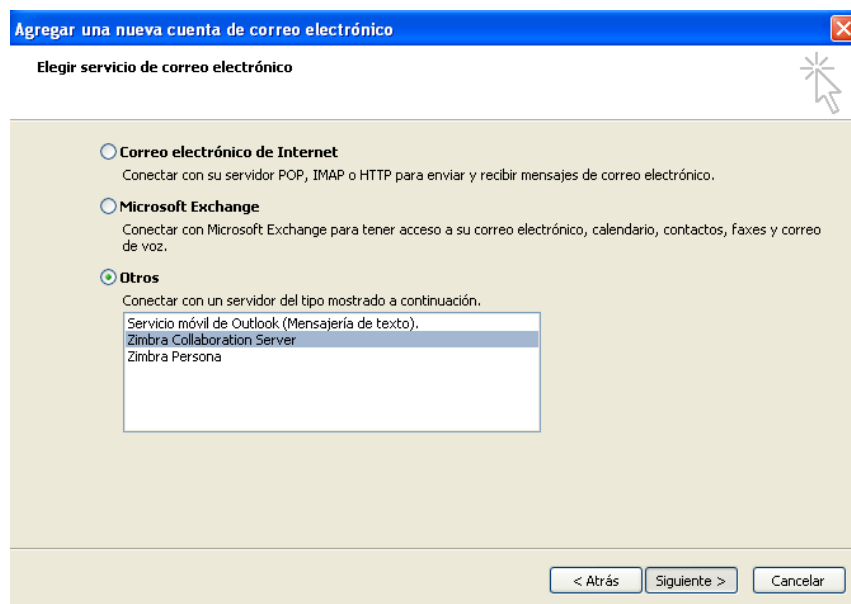 Agregar una nueva cuenta de correo electrónico
Elegir servicio de correo electrónico
Correo electrónico de Internet
Conectar con su servidor POP, IMAP o HTTP para enviar y recibir mensajes de correo electrónico.
Microsoft Exchange
Conectar con Microsoft Exchange para tener acceso a su correo electrónico, calendario, contactos, faxes y correo
de voz.
Otros
Conectar con un servidor del tipo mostrado a continuación.
Servicio móvil de Outlook (Mensajería de texto).
Zimbra Collaboration Server
Zimbra Persona
< Atrás
Siguiente >
Cancelar